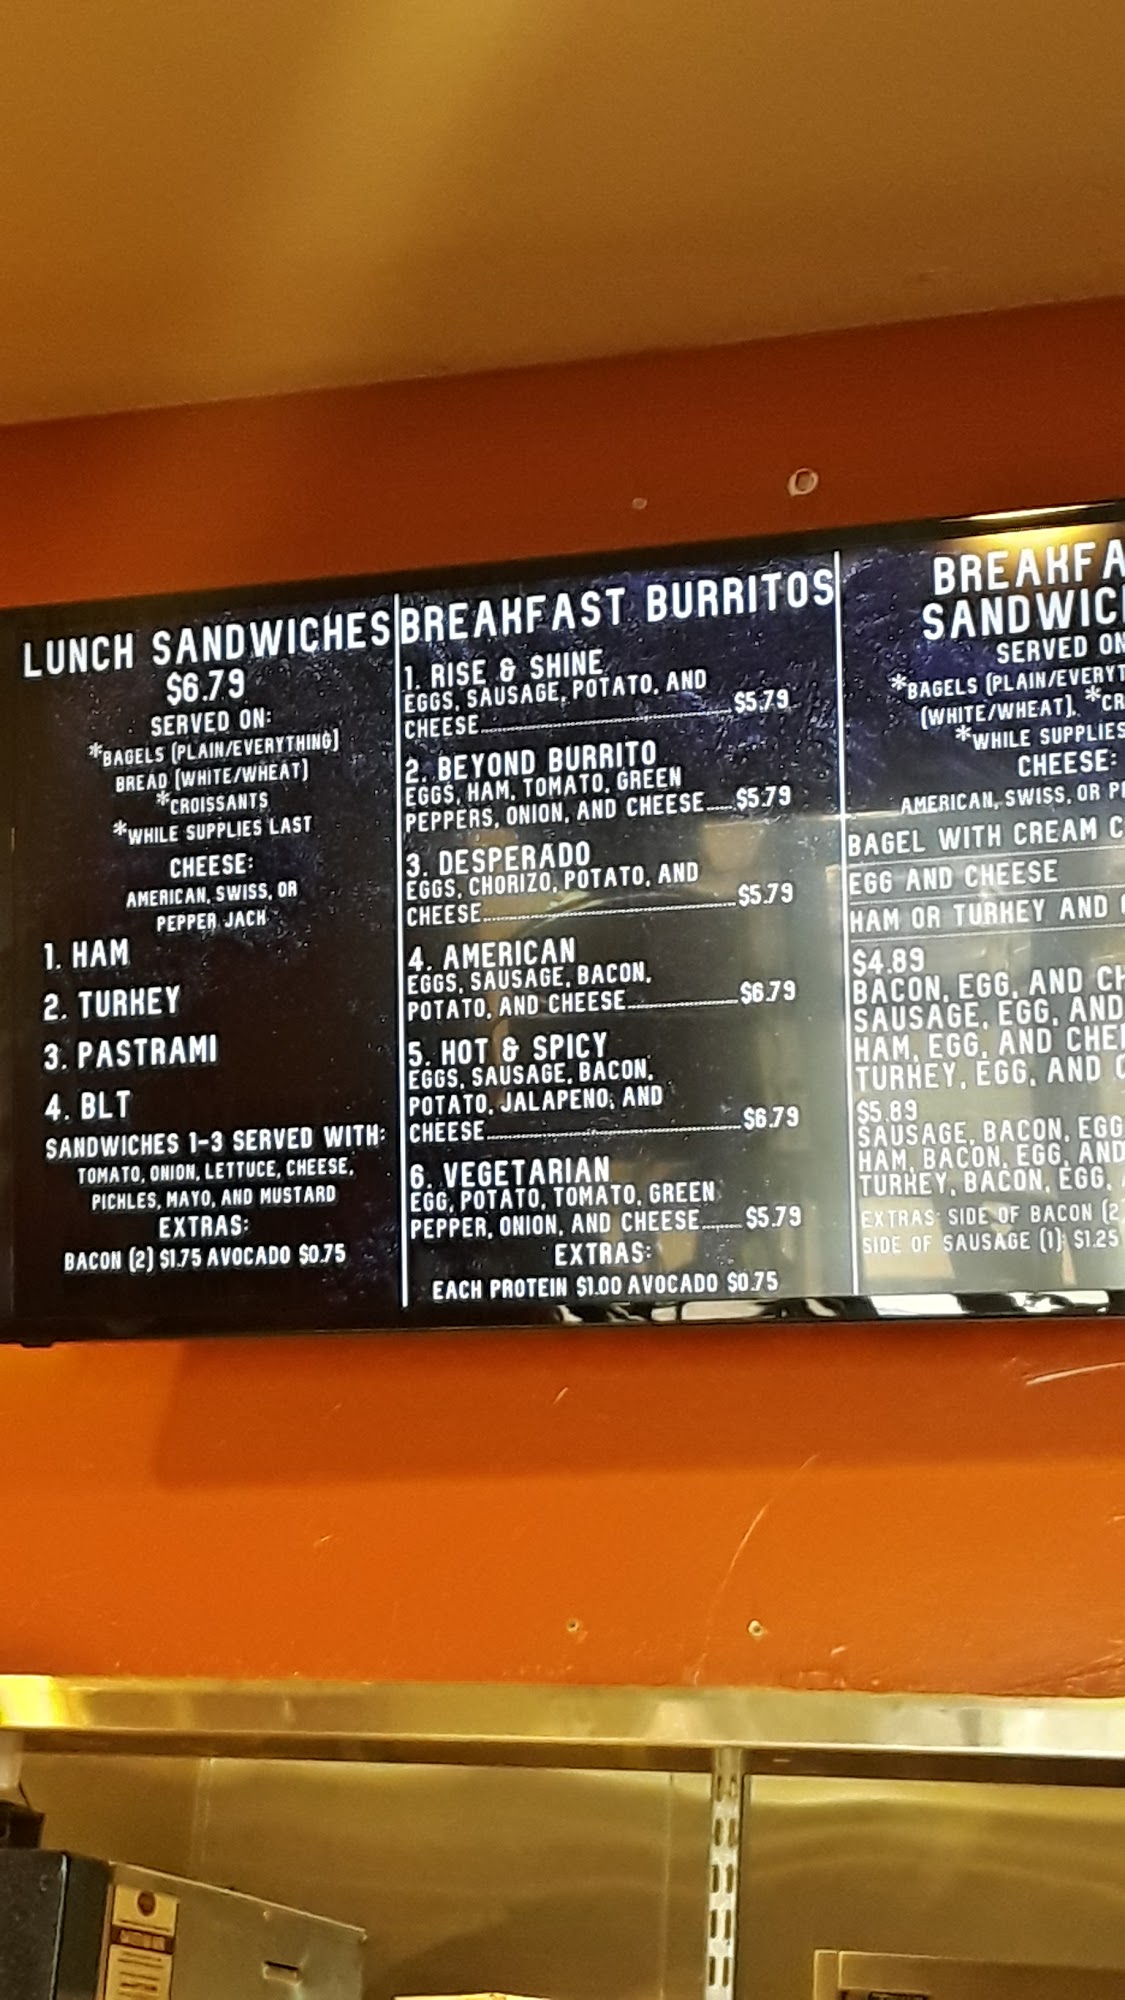 LUNCH SANDWICHES
$6.79
SERVED ON:
*BAGELS (PLAIN/EVERYTHING)
BREAD (WHITE/WHEAT)
*CROISSANTS
*WHILE SUPPLIES LAST
CHEESE:
AMERICAN, SWISS, OR
PEPPER JACK
1. HAM
2. TURKEY
3. PASTRAMI
4. BLT
SANDWICHES 1-3 SERVED WITH:
TOMATO, ONION, LETTUCE, CHEESE,
PICKLES, MAYO, AND MUSTARD
EXTRAS:
BACON (2) $1.75 AVOCADO $0.75
BREAKFAST BURRITOS
1. RISE & SHINE
EGGS, SAUSAGE, POTATO, AND
CHEESE $5.79
2. BEYOND BURRITO
EGGS, HAM, TOMATO, GREEN
PEPPERS, ONION, AND CHEESE $5.79
3. DESPERADO
EGGS, CHORIZO, POTATO, AND
CHEESE $5.79
4. AMERICAN
EGGS, SAUSAGE, BACON,
POTATO, AND CHEESE $6.79
5. HOT & SPICY
EGGS, SAUSAGE, BACON,
POTATO, JALAPENO, AND
CHEESE $6.79
6. VEGETARIAN
EGG, POTATO, TOMATO, GREEN
PEPPER, ONION, AND CHEESE $5.79
EXTRAS:
EACH PROTEIN $1.00 AVOCADO $0.75
BREAKFA
SANDWIC
SERVED ON
*BAGELS (PLAIN/EVERYT
(WHITE/WHEAT), *CR
*WHILE SUPPLIES
CHEESE:
AMERICAN, SWISS, OR P
BAGEL WITH CREAM C
EGG AND CHEESE
HAM OR TURKEY AND
$4.89
BACON, EGG, AND CH
SAUSAGE, EGG, AND
HAM, EGG, AND CHE
TURKEY, EGG, AND C
$5.89
SAUSAGE, BACON, EGG
HAM, BACON, EGG, AND
TURKEY, BACON, EGG,
EXTRAS: SIDE OF BACON (2
SIDE OF SAUSAGE (1): $1.25